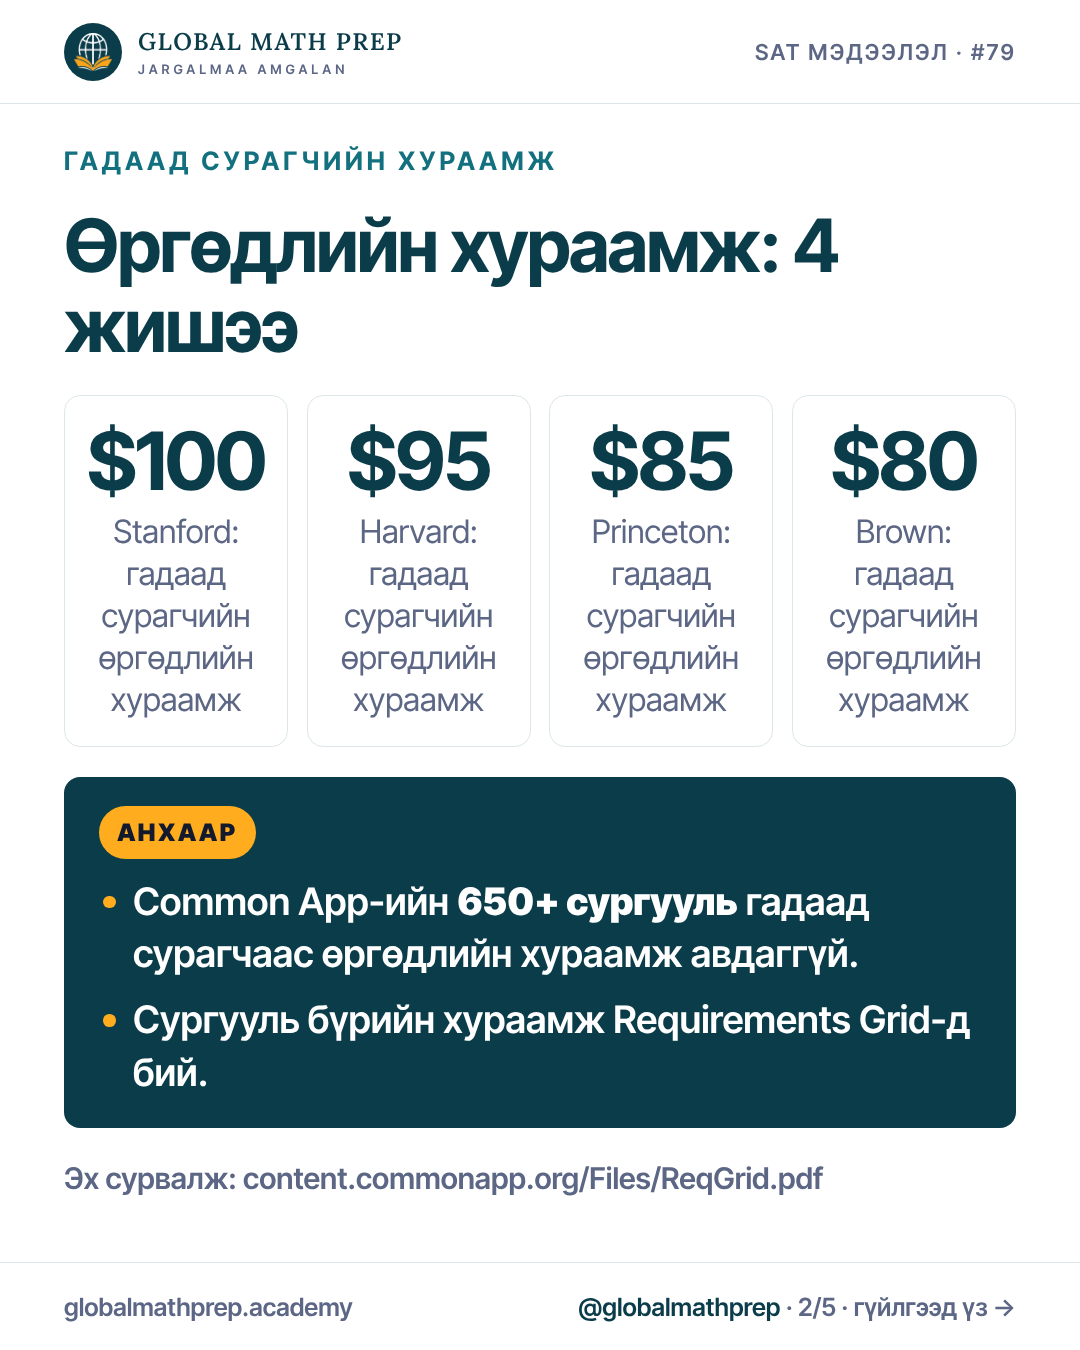 GLOBAL MATH PREP
JARGALMAA AMGALAN
SAT МЭДЭЭЛЭЛ · #79
ГАДААД СУРАГЧИЙН ХУРААМЖ
Өргөдлийн хураамж: 4
жишээ
$100
Stanford:
гадаад
сурагчийн
өргөдлийн
хураамж
$95
Harvard:
гадаад
сурагчийн
өргөдлийн
хураамж
$85
Princeton:
гадаад
сурагчийн
өргөдлийн
хураамж
$80
Brown:
гадаад
сурагчийн
өргөдлийн
хураамж
АНХААР
• Common App-ийн 650+ сургууль гадаад
сурагчаас өргөдлийн хураамж авдаггүй.
• Сургууль бүрийн хураамж Requirements Grid-д
бий.
Эх сурвалж: content.commonapp.org/Files/ReqGrid.pdf
globalmathprep.academy
@globalmathprep · 2/5 · гүйлгээд үз →